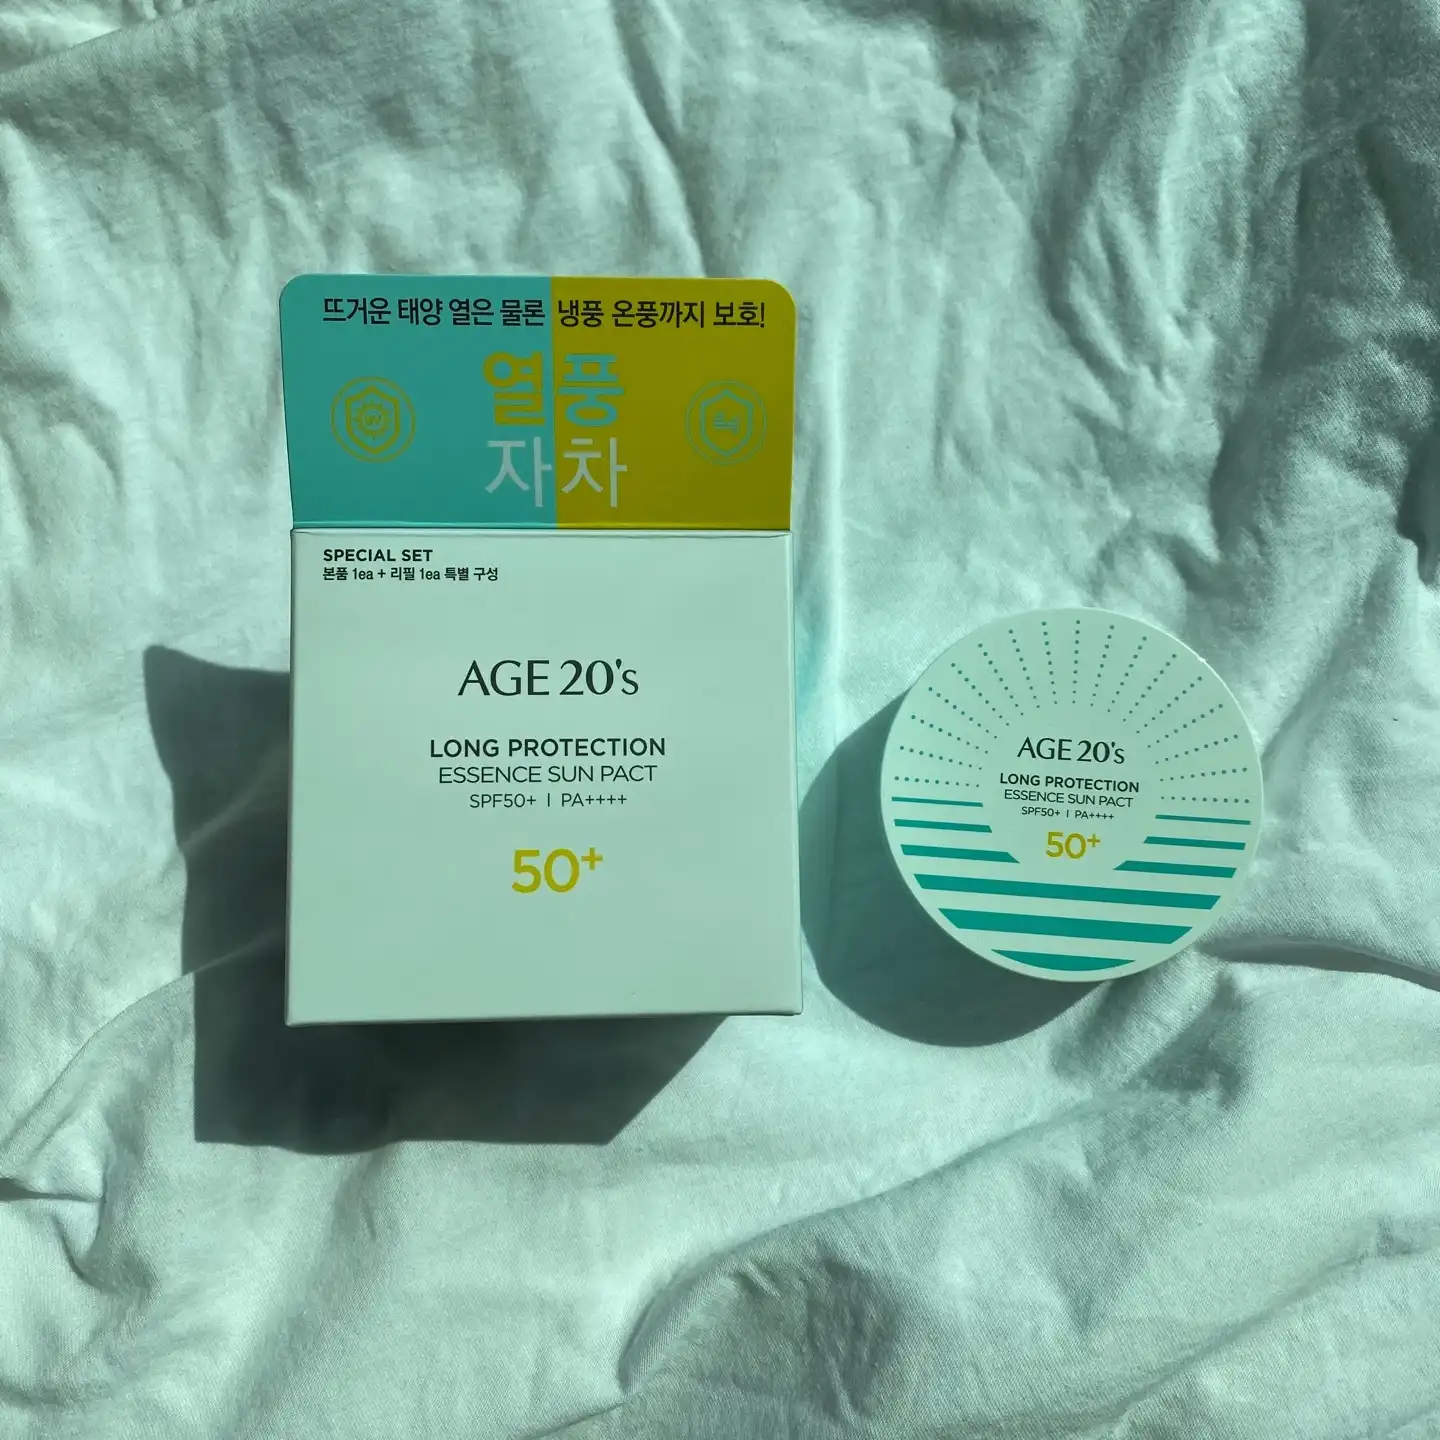 뜨거운 태양 열은 물론 냉풍 온풍까지 보호!
열풍
자차
SPECIAL SET
본품 1ea + 리필 1ea 특별 구성
AGE 20's
LONG PROTECTION
ESSENCE SUN PACT
SPF50+ | PA++++
50+
AGE 20's
LONG PROTECTION
ESSENCE SUN PACT
SPF50+ | PA++++
50+